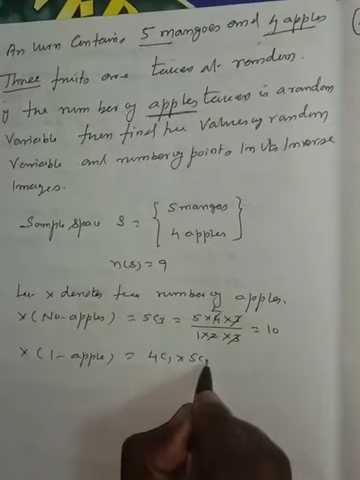 An urn Contains 5 mangoes and 4 apples
Three fruits are taken at random.
if the number of apples taken is a random
Variable then find the values of random
Variable and number of points In Its Inverse
Images.
Sample space S = { 5 mangoes
4 apples }
n(s) = 9
Let x denotes the number of apples.
x (No-apples) = 5C3 = 5×4×3 / 1×2×3 = 10
x (1-apple) = 4C1 × 5C